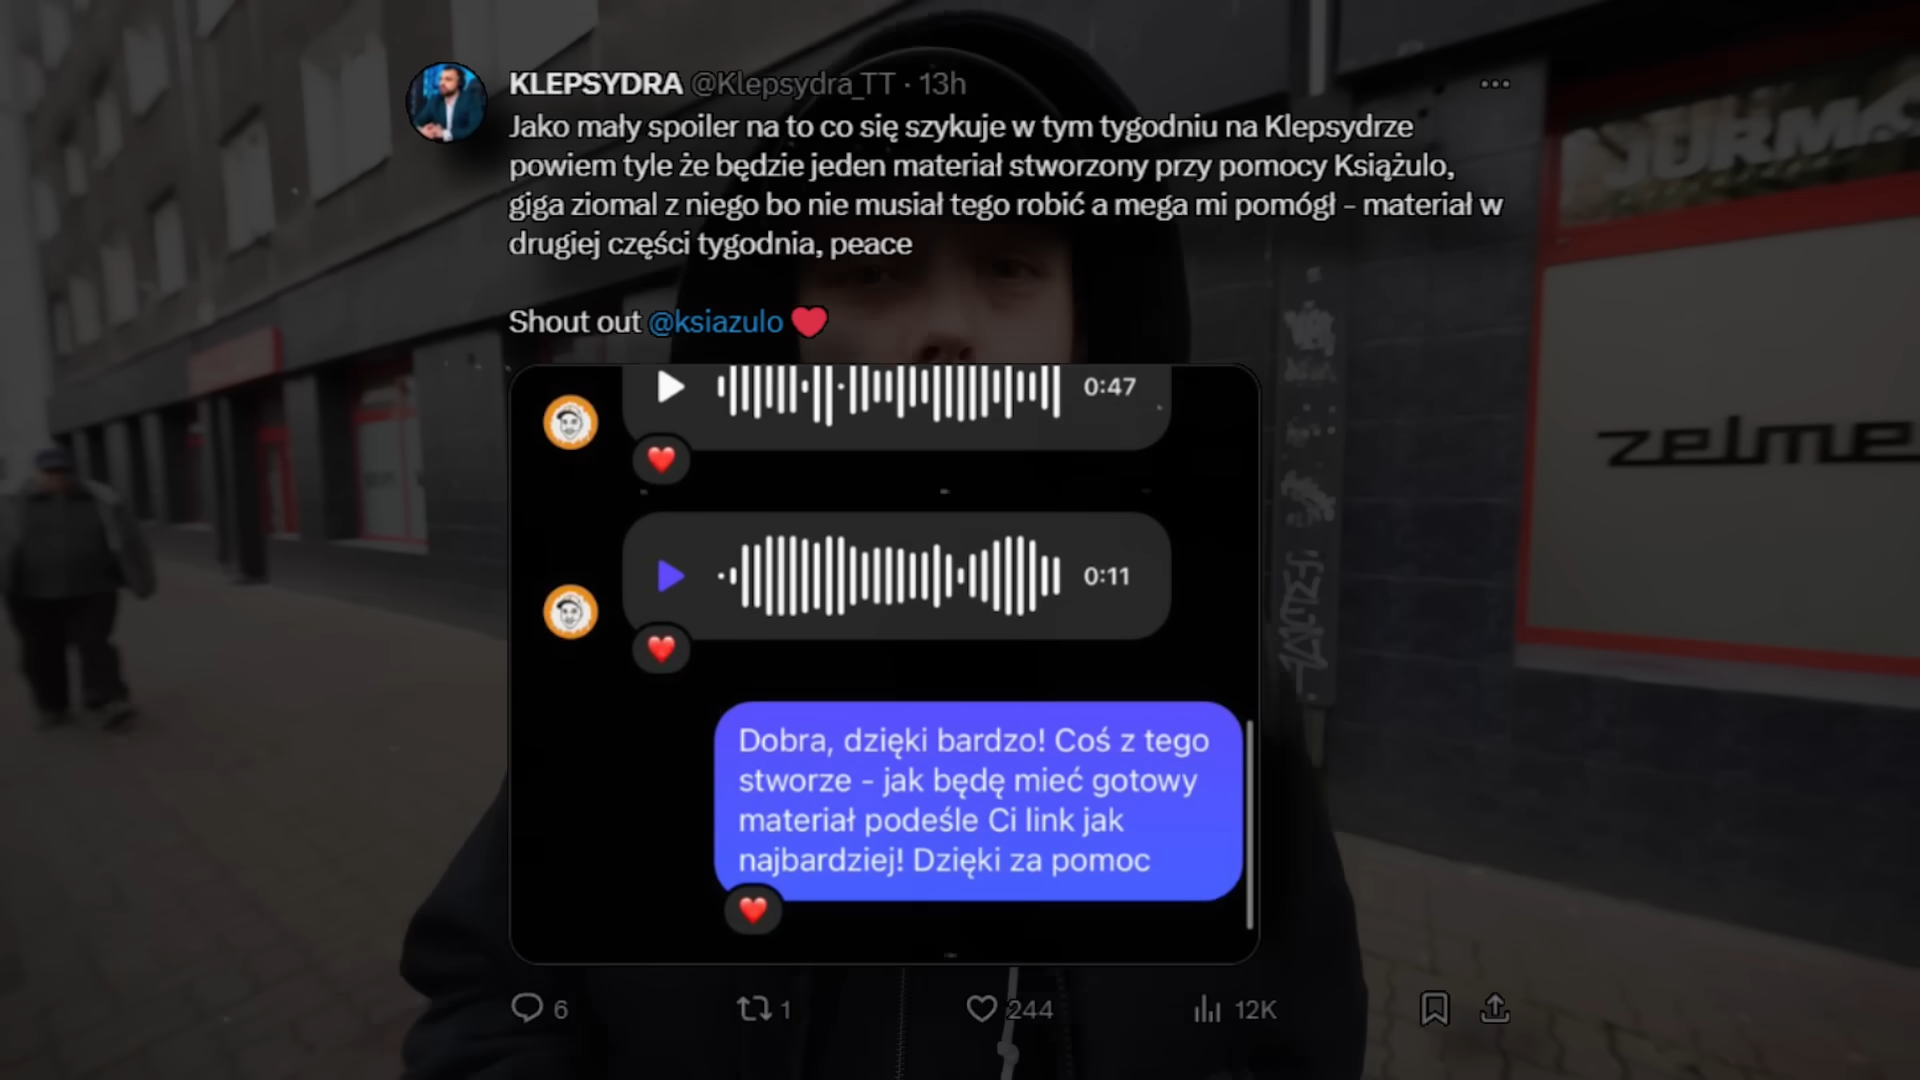 KLEPSYDRA @Klepsydra_TT · 13h
Jako mały spoiler na to co się szykuje w tym tygodniu na Klepsydrze
powiem tyle że będzie jeden materiał stworzony przy pomocy Książulo,
giga ziomal z niego bo nie musiał tego robić a mega mi pomógł - materiał w
drugiej części tygodnia, peace
Shout out @ksiazulo ❤️
0:47
0:11
Dobra, dzięki bardzo! Coś z tego
stworze - jak będę mieć gotowy
materiał podeśle Ci link jak
najbardziej! Dzięki za pomoc
6 1 244 12K
zelme